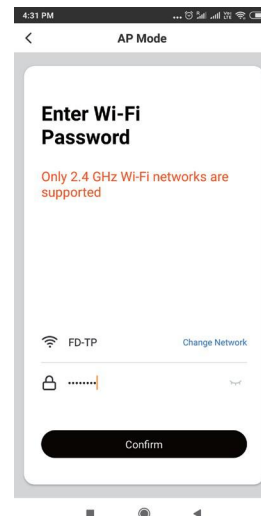 4:31 PM
AP Mode
Enter Wi-Fi
Password
Only 2.4 GHz Wi-Fi networks are
supported
FD-TP Change Network
••••••••
Confirm